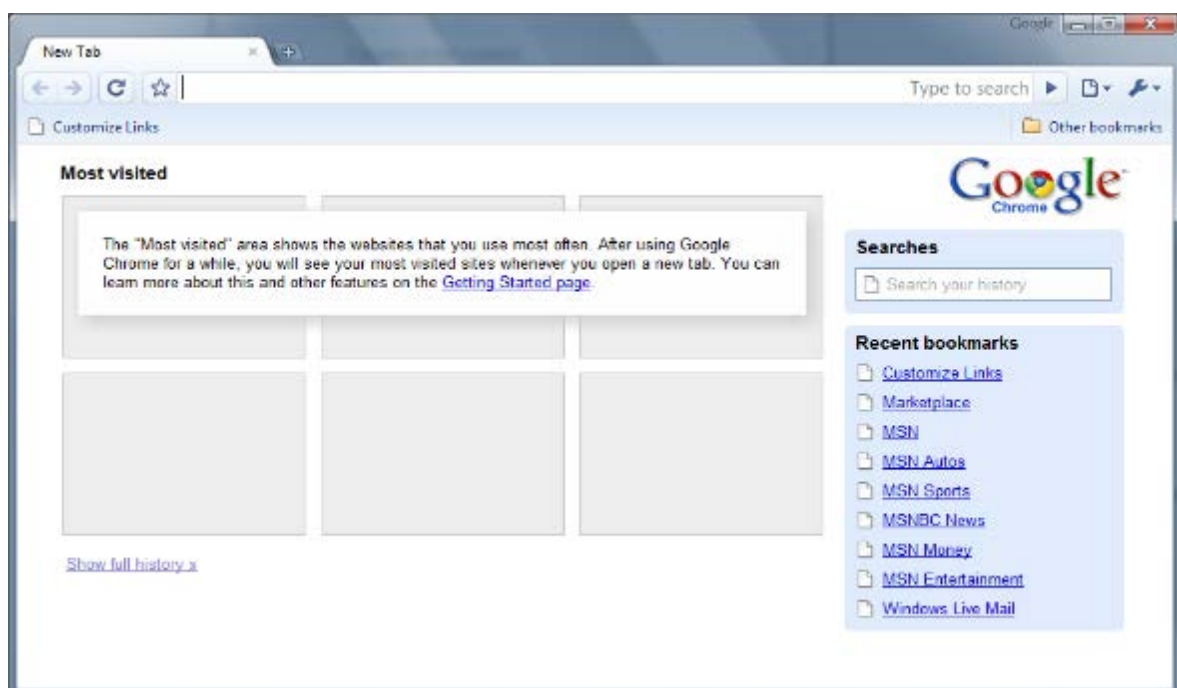 Google
New Tab
Type to search
Customize Links
Other bookmarks
Most visited
Google
Chrome
The "Most visited" area shows the websites that you use most often. After using Google
Chrome for a while, you will see your most visited sites whenever you open a new tab. You can
learn more about this and other features on the Getting Started page.
Searches
Search your history
Recent bookmarks
Customize Links
Marketplace
MSN
MSN Autos
MSN Sports
MSNBC News
MSN Money
MSN Entertainment
Windows Live Mail
Show full history »